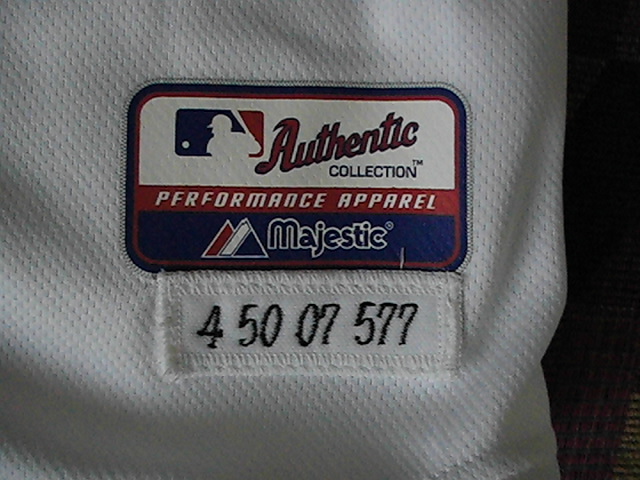 Authentic
COLLECTION™
PERFORMANCE APPAREL
Majestic®
4 50 07 577